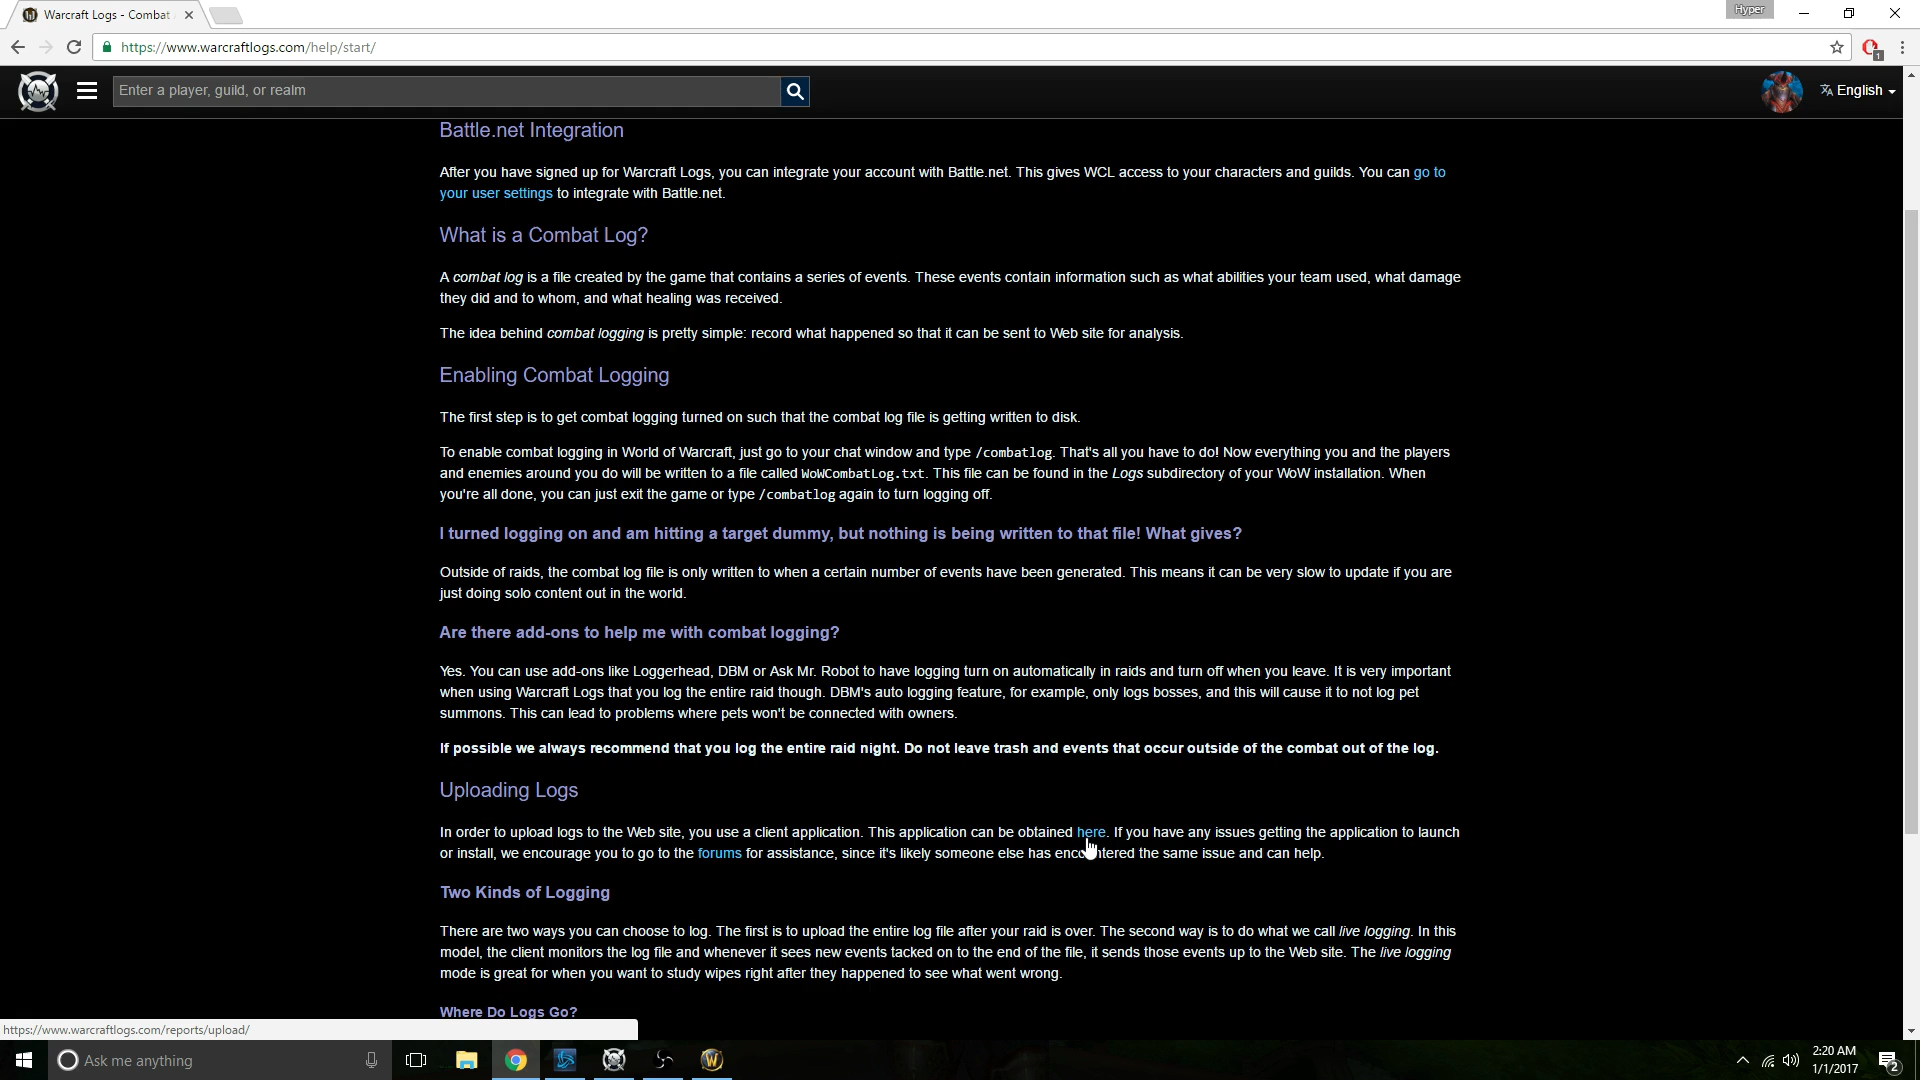 Warcraft Logs - Combat
Hyper
https://www.warcraftlogs.com/help/start/
1
Enter a player, guild, or realm
English
Battle.net Integration
After you have signed up for Warcraft Logs, you can integrate your account with Battle.net. This gives WCL access to your characters and guilds. You can go to
your user settings to integrate with Battle.net.
What is a Combat Log?
A combat log is a file created by the game that contains a series of events. These events contain information such as what abilities your team used, what damage
they did and to whom, and what healing was received.
The idea behind combat logging is pretty simple: record what happened so that it can be sent to Web site for analysis.
Enabling Combat Logging
The first step is to get combat logging turned on such that the combat log file is getting written to disk.
To enable combat logging in World of Warcraft, just go to your chat window and type /combatlog. That's all you have to do! Now everything you and the players
and enemies around you do will be written to a file called WoWCombatLog.txt. This file can be found in the Logs subdirectory of your WoW installation. When
you're all done, you can just exit the game or type /combatlog again to turn logging off.
I turned logging on and am hitting a target dummy, but nothing is being written to that file! What gives?
Outside of raids, the combat log file is only written to when a certain number of events have been generated. This means it can be very slow to update if you are
just doing solo content out in the world.
Are there add-ons to help me with combat logging?
Yes. You can use add-ons like Loggerhead, DBM or Ask Mr. Robot to have logging turn on automatically in raids and turn off when you leave. It is very important
when using Warcraft Logs that you log the entire raid though. DBM's auto logging feature, for example, only logs bosses, and this will cause it to not log pet
summons. This can lead to problems where pets won't be connected with owners.
If possible we always recommend that you log the entire raid night. Do not leave trash and events that occur outside of the combat out of the log.
Uploading Logs
In order to upload logs to the Web site, you use a client application. This application can be obtained here. If you have any issues getting the application to launch
or install, we encourage you to go to the forums for assistance, since it's likely someone else has encountered the same issue and can help.
Two Kinds of Logging
There are two ways you can choose to log. The first is to upload the entire log file after your raid is over. The second way is to do what we call live logging. In this
model, the client monitors the log file and whenever it sees new events tacked on to the end of the file, it sends those events up to the Web site. The live logging
mode is great for when you want to study wipes right after they happened to see what went wrong.
Where Do Logs Go?
https://www.warcraftlogs.com/reports/upload/
Ask me anything
2:20 AM
1/1/2017
2